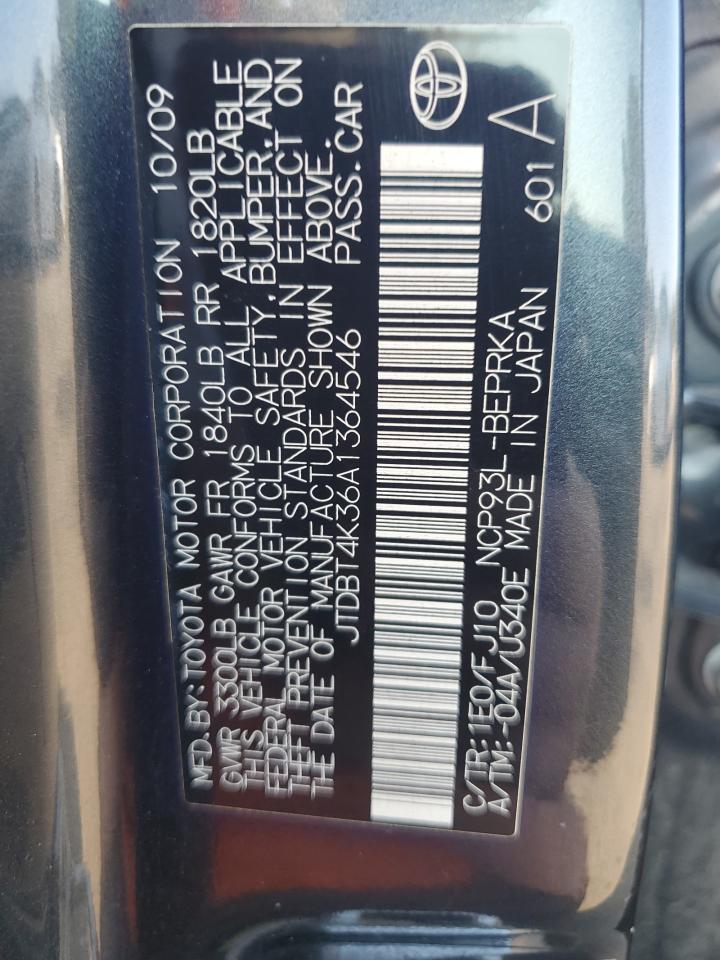 MFD.BY:TOYOTA MOTOR CORPORATION 10/09
GVWR 3300LB GAWR FR 1840LB RR 1820LB
THIS VEHICLE CONFORMS TO ALL APPLICABLE
FEDERAL MOTOR VEHICLE SAFETY,BUMPER,AND
THEFT PREVENTION STANDARDS IN EFFECT ON
THE DATE OF MANUFACTURE SHOWN ABOVE.
JTDBT4K36A1364546 PASS.CAR
C/TR:1E0/FJ10 NCP93L-BEPRKA 601
A/TM:-04A/U340E MADE IN JAPAN A